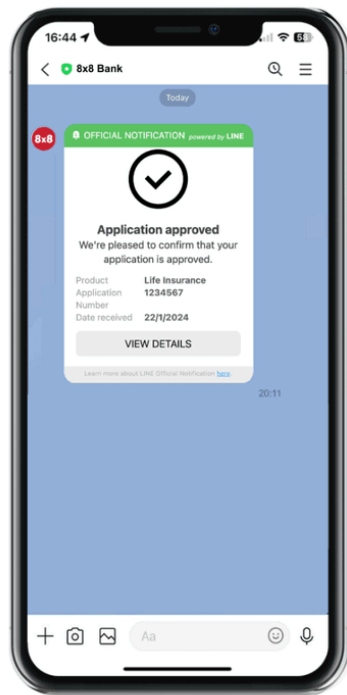 16:44
8x8 Bank
Today
8x8
OFFICIAL NOTIFICATION powered by LINE
Application approved
We're pleased to confirm that your
application is approved.
Product Life Insurance
Application 1234567
Number
Date received 22/1/2024
VIEW DETAILS
Learn more about LINE Official Notification here.
20:11
Aa